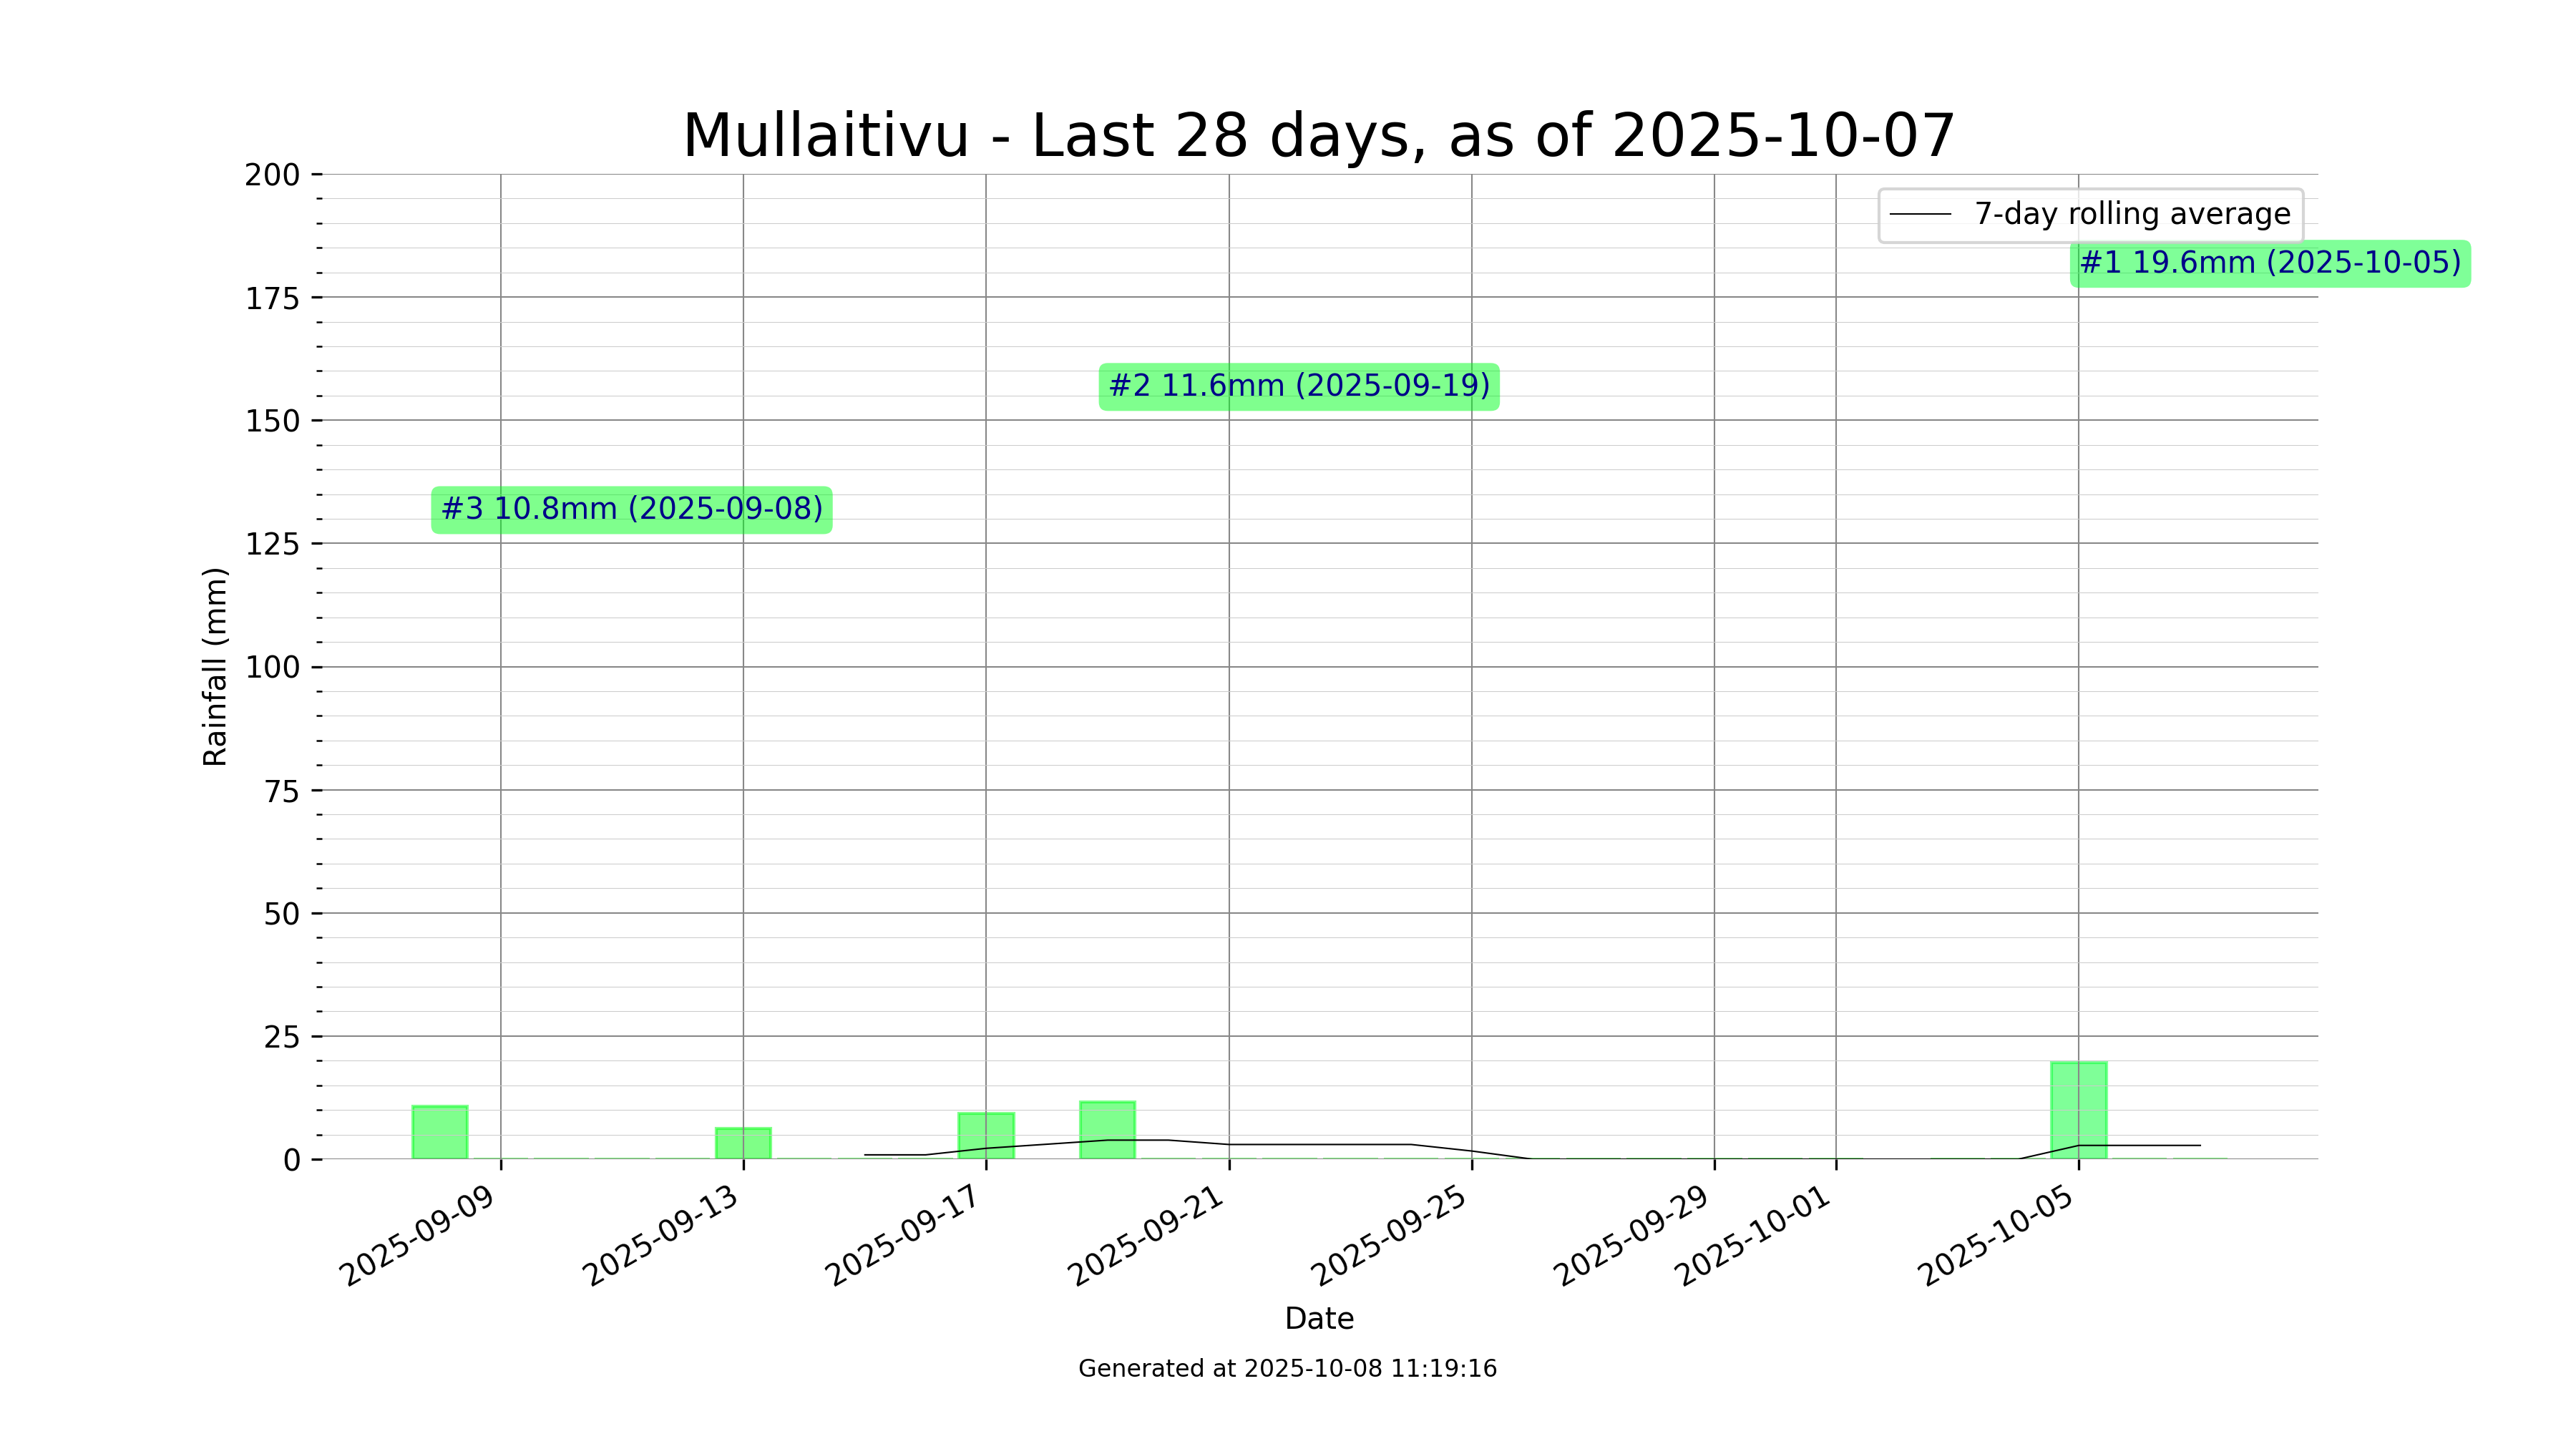 Mullaitivu - Last 28 days, as of 2025-10-07
200
175
150
125
100
75
50
25
0
Rainfall (mm)
7-day rolling average
#1 19.6mm (2025-10-05)
#2 11.6mm (2025-09-19)
#3 10.8mm (2025-09-08)
2025-09-09
2025-09-13
2025-09-17
2025-09-21
2025-09-25
2025-09-29
2025-10-01
2025-10-05
Date
Generated at 2025-10-08 11:19:16